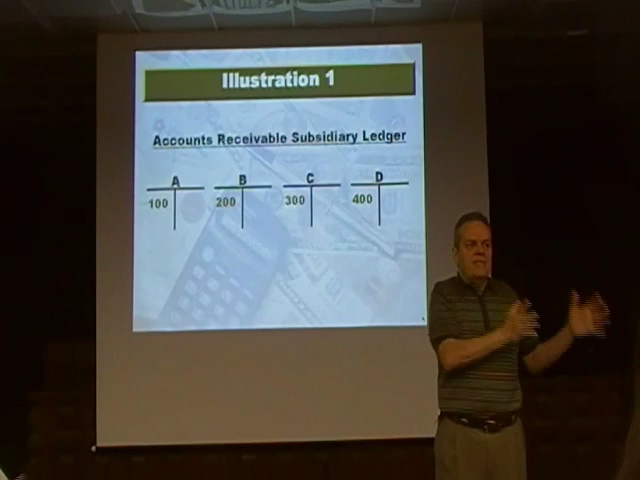 Illustration 1
Accounts Receivable Subsidiary Ledger
A B C D
100 200 300 400